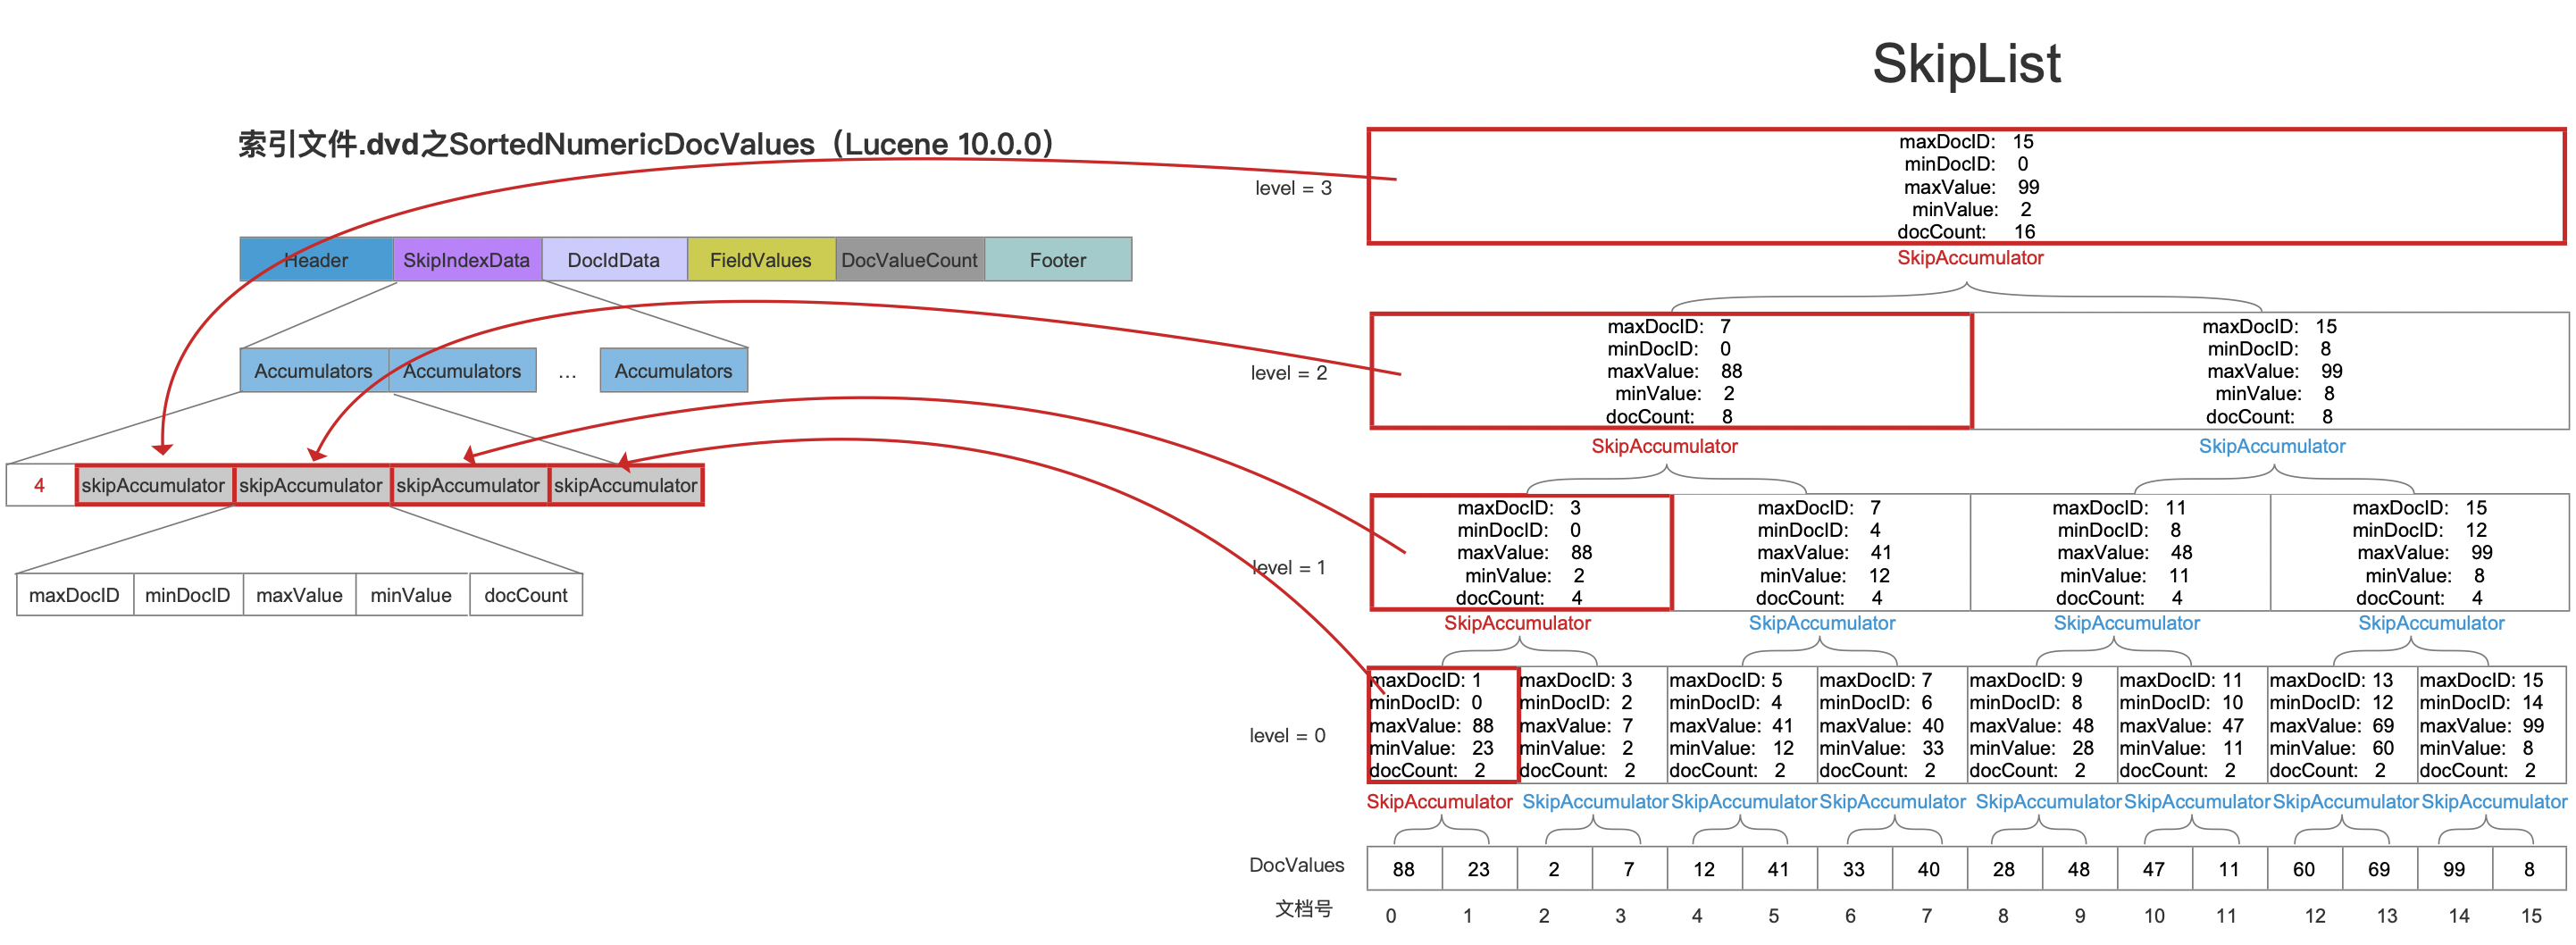 SkipList
索引文件.dvd之SortedNumericDocValues（Lucene 10.0.0）
Header SkipIndexData DocIdData FieldValues DocValueCount Footer
Accumulators Accumulators ... Accumulators
4 skipAccumulator skipAccumulator skipAccumulator skipAccumulator
maxDocID minDocID maxValue minValue docCount
level = 3
maxDocID: 15
minDocID: 0
maxValue: 99
minValue: 2
docCount: 16
SkipAccumulator
level = 2
maxDocID: 7 maxDocID: 15
minDocID: 0 minDocID: 8
maxValue: 88 maxValue: 99
minValue: 2 minValue: 8
docCount: 8 docCount: 8
SkipAccumulator SkipAccumulator
level = 1
maxDocID: 3 maxDocID: 7 maxDocID: 11 maxDocID: 15
minDocID: 0 minDocID: 4 minDocID: 8 minDocID: 12
maxValue: 88 maxValue: 41 maxValue: 48 maxValue: 99
minValue: 2 minValue: 12 minValue: 11 minValue: 8
docCount: 4 docCount: 4 docCount: 4 docCount: 4
SkipAccumulator SkipAccumulator SkipAccumulator SkipAccumulator
level = 0
maxDocID: 1 maxDocID: 3 maxDocID: 5 maxDocID: 7 maxDocID: 9 maxDocID: 11 maxDocID: 13 maxDocID: 15
minDocID: 0 minDocID: 2 minDocID: 4 minDocID: 6 minDocID: 8 minDocID: 10 minDocID: 12 minDocID: 14
maxValue: 88 maxValue: 7 maxValue: 41 maxValue: 40 maxValue: 48 maxValue: 47 maxValue: 69 maxValue: 99
minValue: 23 minValue: 2 minValue: 12 minValue: 33 minValue: 28 minValue: 11 minValue: 60 minValue: 8
docCount: 2 docCount: 2 docCount: 2 docCount: 2 docCount: 2 docCount: 2 docCount: 2 docCount: 2
SkipAccumulator SkipAccumulator SkipAccumulator SkipAccumulator SkipAccumulator SkipAccumulator SkipAccumulator SkipAccumulator
DocValues 88 23 2 7 12 41 33 40 28 48 47 11 60 69 99 8
文档号 0 1 2 3 4 5 6 7 8 9 10 11 12 13 14 15